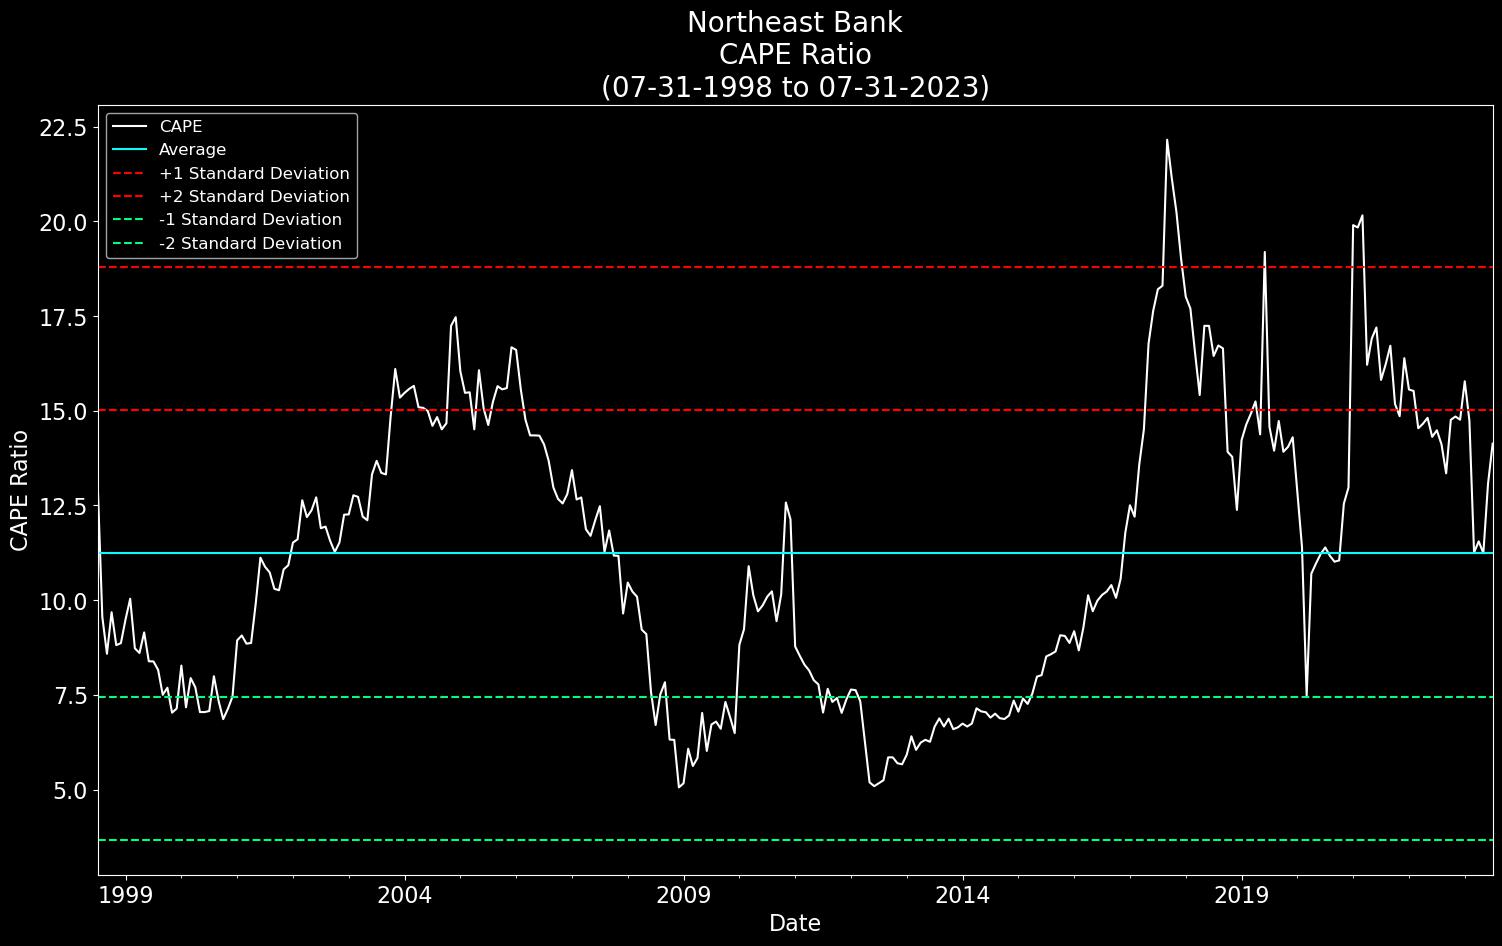 Northeast Bank
CAPE Ratio
(07-31-1998 to 07-31-2023)
CAPE
Average
+1 Standard Deviation
+2 Standard Deviation
-1 Standard Deviation
-2 Standard Deviation
22.5
20.0
17.5
15.0
12.5
10.0
7.5
5.0
CAPE Ratio
1999
2004
2009
2014
2019
Date